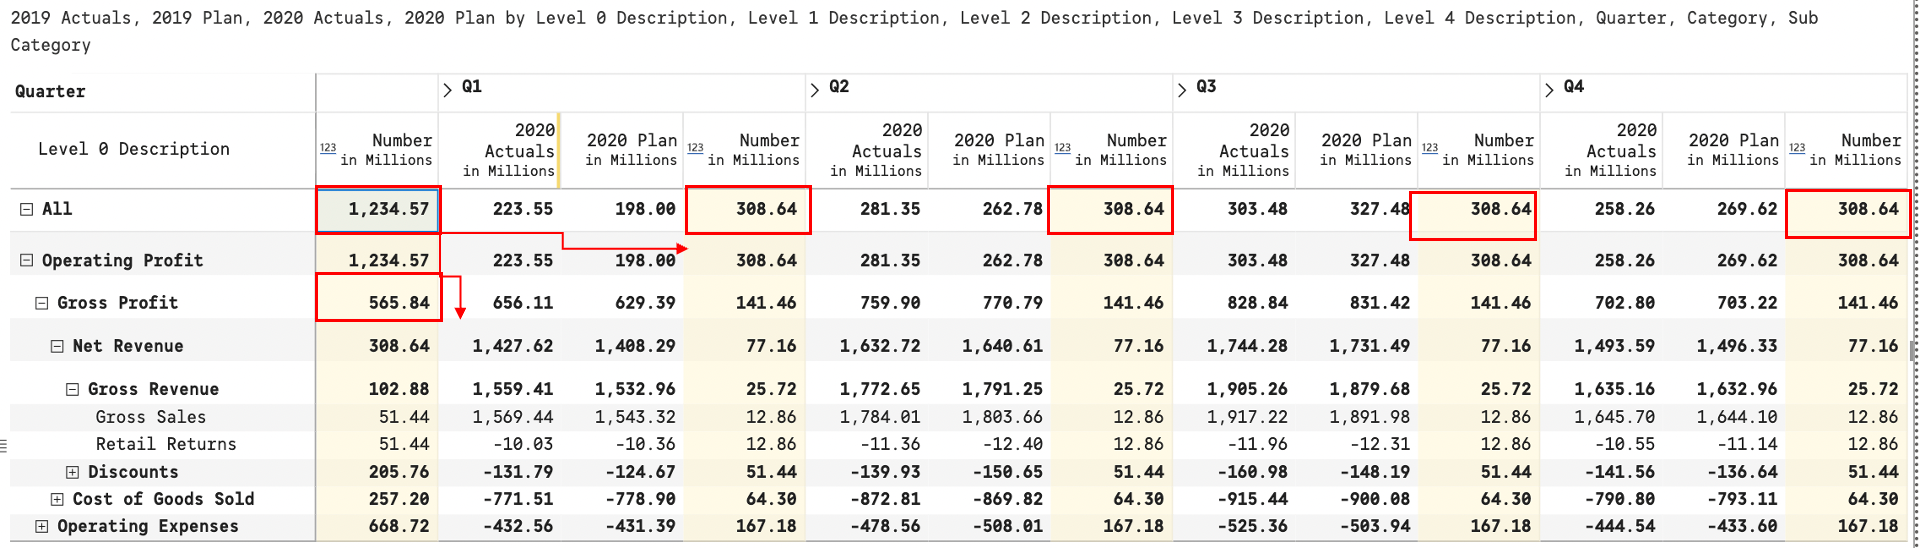 2019 Actuals, 2019 Plan, 2020 Actuals, 2020 Plan by Level 0 Description, Level 1 Description, Level 2 Description, Level 3 Description, Level 4 Description, Quarter, Category, Sub
Category
Quarter Q1 Q2 Q3 Q4
Level 0 Description 123 Number in Millions 2020 Actuals in Millions 2020 Plan in Millions 123 Number in Millions 2020 Actuals in Millions 2020 Plan in Millions 123 Number in Millions 2020 Actuals in Millions 2020 Plan in Millions 123 Number in Millions 2020 Actuals in Millions 2020 Plan in Millions 123 Number in Millions
All 1,234.57 223.55 198.00 308.64 281.35 262.78 308.64 303.48 327.48 308.64 258.26 269.62 308.64
Operating Profit 1,234.57 223.55 198.00 308.64 281.35 262.78 308.64 303.48 327.48 308.64 258.26 269.62 308.64
Gross Profit 565.84 656.11 629.39 141.46 759.90 770.79 141.46 828.84 831.42 141.46 702.80 703.22 141.46
Net Revenue 308.64 1,427.62 1,408.29 77.16 1,632.72 1,640.61 77.16 1,744.28 1,731.49 77.16 1,493.59 1,496.33 77.16
Gross Revenue 102.88 1,559.41 1,532.96 25.72 1,772.65 1,791.25 25.72 1,905.26 1,879.68 25.72 1,635.16 1,632.96 25.72
Gross Sales 51.44 1,569.44 1,543.32 12.86 1,784.01 1,803.66 12.86 1,917.22 1,891.98 12.86 1,645.70 1,644.10 12.86
Retail Returns 51.44 -10.03 -10.36 12.86 -11.36 -12.40 12.86 -11.96 -12.31 12.86 -10.55 -11.14 12.86
Discounts 205.76 -131.79 -124.67 51.44 -139.93 -150.65 51.44 -160.98 -148.19 51.44 -141.56 -136.64 51.44
Cost of Goods Sold 257.20 -771.51 -778.90 64.30 -872.81 -869.82 64.30 -915.44 -900.08 64.30 -790.80 -793.11 64.30
Operating Expenses 668.72 -432.56 -431.39 167.18 -478.56 -508.01 167.18 -525.36 -503.94 167.18 -444.54 -433.60 167.18